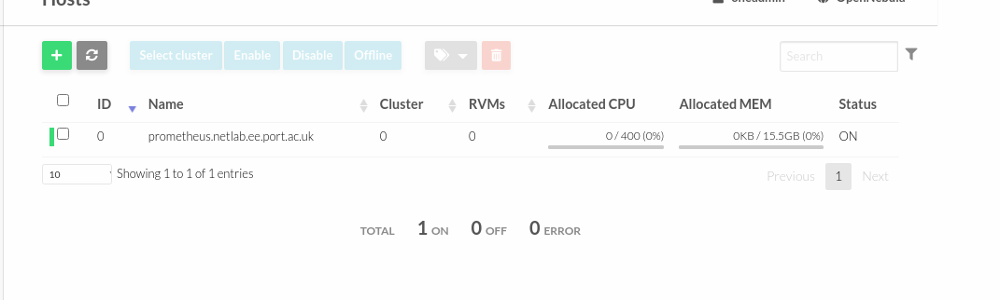 Hosts
oneadmin OpenNebula
Select cluster Enable Disable Offline Search
ID Name Cluster RVMs Allocated CPU Allocated MEM Status
0 prometheus.netlab.ee.port.ac.uk 0 0 0 / 400 (0%) 0KB / 15.5GB (0%) ON
10 Showing 1 to 1 of 1 entries Previous 1 Next
TOTAL 1 ON 0 OFF 0 ERROR